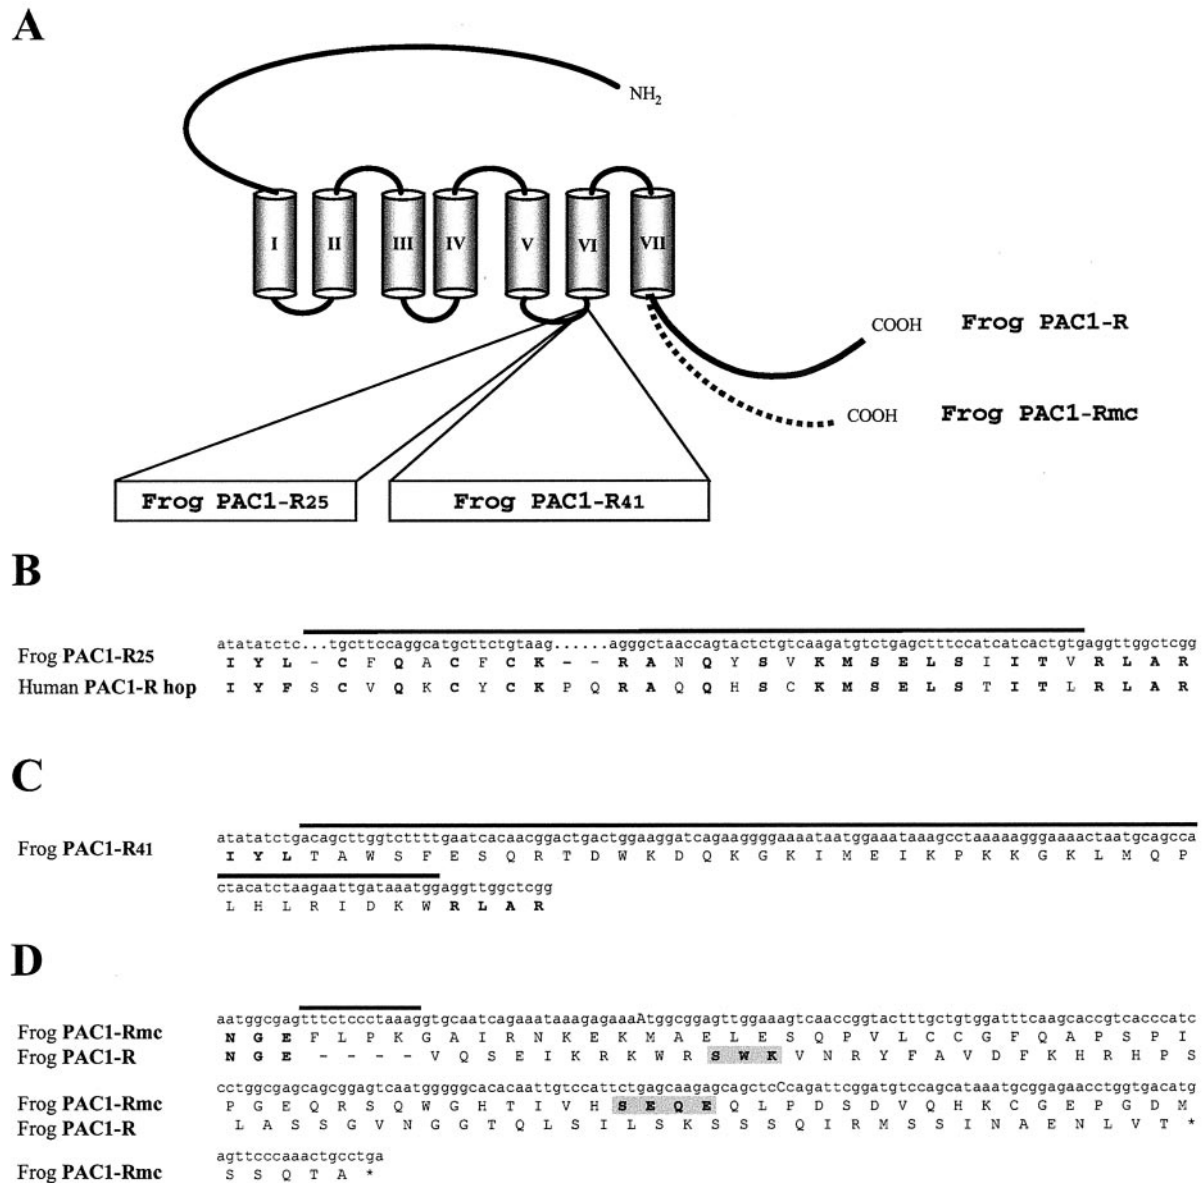 A
NH2
I II III IV V VI VII
COOH Frog PAC1-R
COOH Frog PAC1-Rmc
Frog PAC1-R25 Frog PAC1-R41
B
atatatctc...tgcttccaggcatgcttctgtaag......agggctaaccagtactctgtcaagatgtctgagctttccatcatcactgtgaggttggctcgg
Frog PAC1-R25 I Y L - C F Q A C F C K - - R A N Q Y S V K M S E L S I I T V R L A R
Human PAC1-R hop I Y F S C V Q K C Y C K P Q R A Q Q H S C K M S E L S T I T L R L A R
C
atatatctgacagcttggtcttttgaatcacaacggactgactggaaggatcagaaggggaaaataatggaaataaagcctaaaaagggaaaactaatgcagcca
Frog PAC1-R41 I Y L T A W S F E S Q R T D W K D Q K G K I M E I K P K K G K L M Q P
ctacatctaagaattgataaatggaggttggctcgg
L H L R I D K W R L A R
D
aatggcgagtttctccctaaaggtgcaatcagaaataaagagaaaAtggcggagttggaaagtcaaccggtactttgctgtggatttcaagcaccgtcacccatc
Frog PAC1-Rmc N G E F L P K G A I R N K E K M A E L E S Q P V L C C G F Q A P S P I
Frog PAC1-R N G E - - - - V Q S E I K R K W R S W K V N R Y F A V D F K H R H P S
cctggcgagcagcggagtcaatgggggcacacaattgtccattctgagcaagagcagctcCcagattcggatgtccagcataaatgcggagaacctggtgacatg
Frog PAC1-Rmc P G E Q R S Q W G H T I V H S E Q E Q L P D S D V Q H K C G E P G D M
Frog PAC1-R L A S S G V N G G T Q L S I L S K S S S Q I R M S S I N A E N L V T *
agttcccaaactgcctga
Frog PAC1-Rmc S S Q T A *